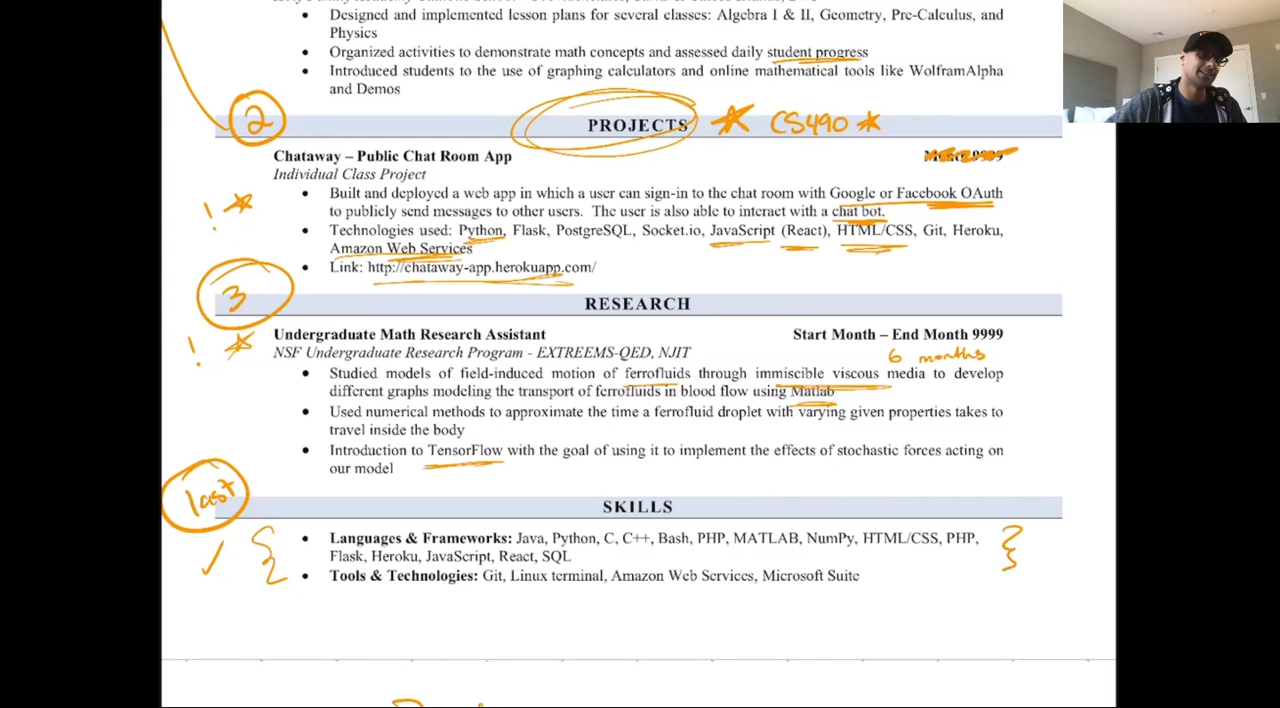 • Designed and implemented lesson plans for several classes: Algebra I & II, Geometry, Pre-Calculus, and
Physics
• Organized activities to demonstrate math concepts and assessed daily student progress
• Introduced students to the use of graphing calculators and online mathematical tools like WolframAlpha
and Demos
2
PROJECTS ★ CS490 ★
Chataway – Public Chat Room App
Individual Class Project
! ★
• Built and deployed a web app in which a user can sign-in to the chat room with Google or Facebook OAuth
to publicly send messages to other users. The user is also able to interact with a chat bot.
• Technologies used: Python, Flask, PostgreSQL, Socket.io, JavaScript (React), HTML/CSS, Git, Heroku,
Amazon Web Services
• Link: http://chataway-app.herokuapp.com/
3
RESEARCH
! ★
Undergraduate Math Research Assistant Start Month – End Month 9999
NSF Undergraduate Research Program - EXTREEMS-QED, NJIT 6 months
• Studied models of field-induced motion of ferrofluids through immiscible viscous media to develop
different graphs modeling the transport of ferrofluids in blood flow using Matlab
• Used numerical methods to approximate the time a ferrofluid droplet with varying given properties takes to
travel inside the body
• Introduction to TensorFlow with the goal of using it to implement the effects of stochastic forces acting on
our model
last
SKILLS
• Languages & Frameworks: Java, Python, C, C++, Bash, PHP, MATLAB, NumPy, HTML/CSS, PHP,
Flask, Heroku, JavaScript, React, SQL
• Tools & Technologies: Git, Linux terminal, Amazon Web Services, Microsoft Suite